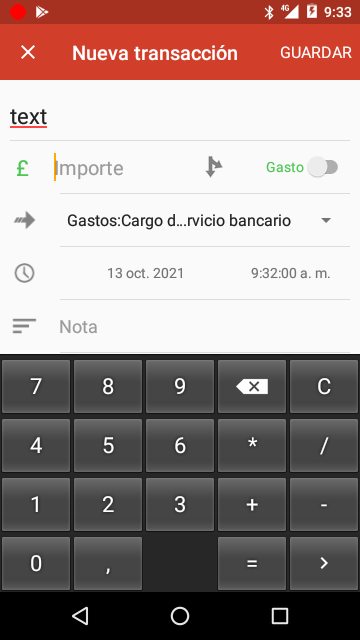 4G 9:33
Nueva transacción GUARDAR
text
£ Importe Gasto
Gastos:Cargo d...rvicio bancario
13 oct. 2021 9:32:00 a. m.
Nota
7 8 9 C
4 5 6 * /
1 2 3 + -
0 , = >